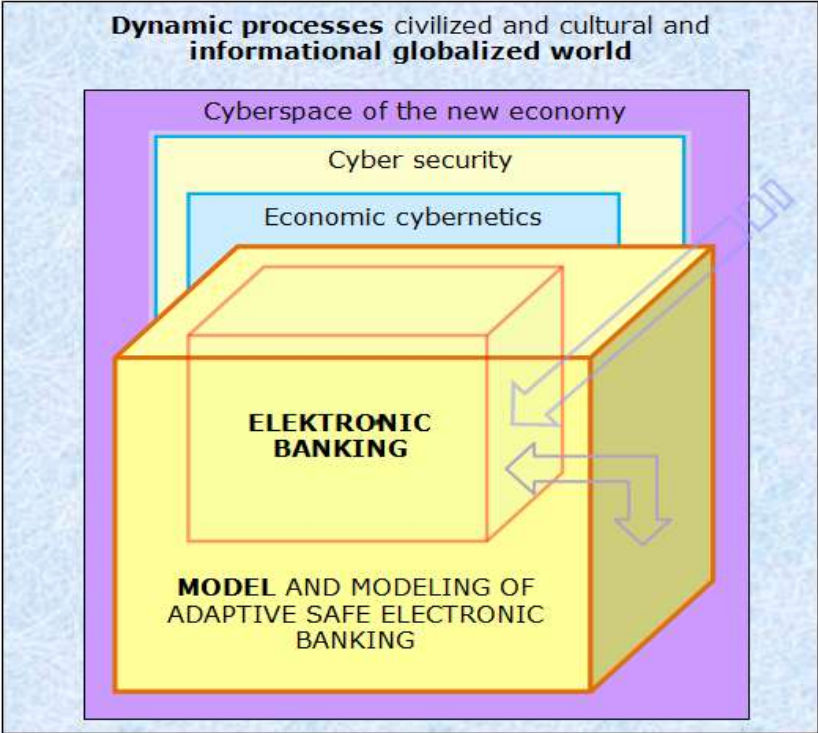 Dynamic processes civilized and cultural and
informational globalized world
Cyberspace of the new economy
Cyber security
Economic cybernetics
ELEKTRONIC
BANKING
MODEL AND MODELING OF
ADAPTIVE SAFE ELECTRONIC
BANKING